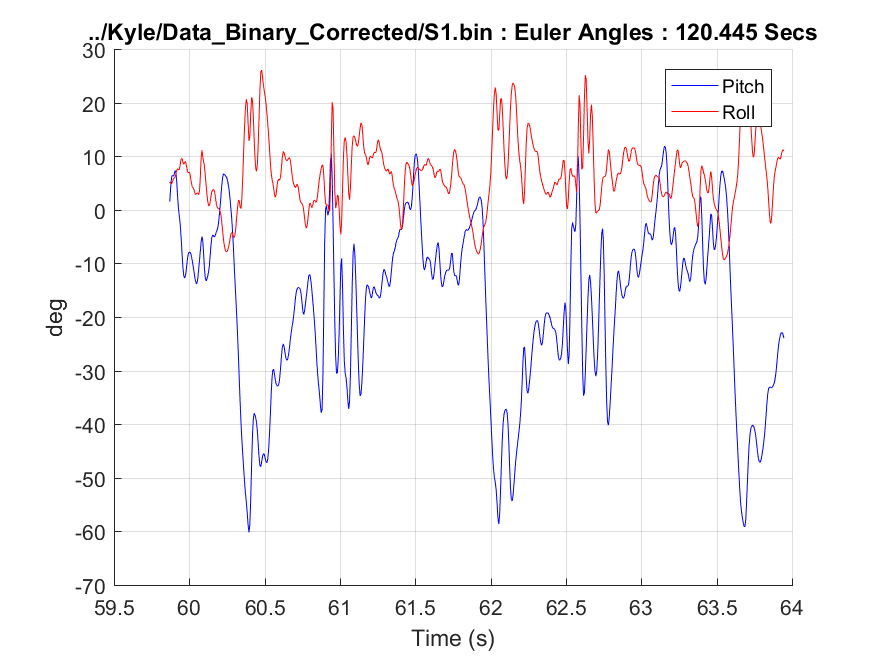 ../Kyle/Data_Binary_Corrected/S1.bin : Euler Angles : 120.445 Secs
30
20
10
0
-10
-20
-30
-40
-50
-60
-70
deg
Pitch
Roll
59.5 60 60.5 61 61.5 62 62.5 63 63.5 64
Time (s)